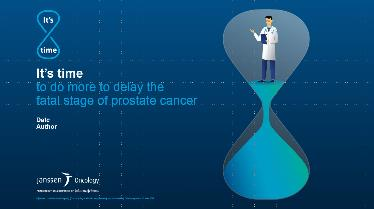 It's
time
It's time
to do more to delay the
fatal stage of prostate cancer
Date
Author
Janssen Oncology